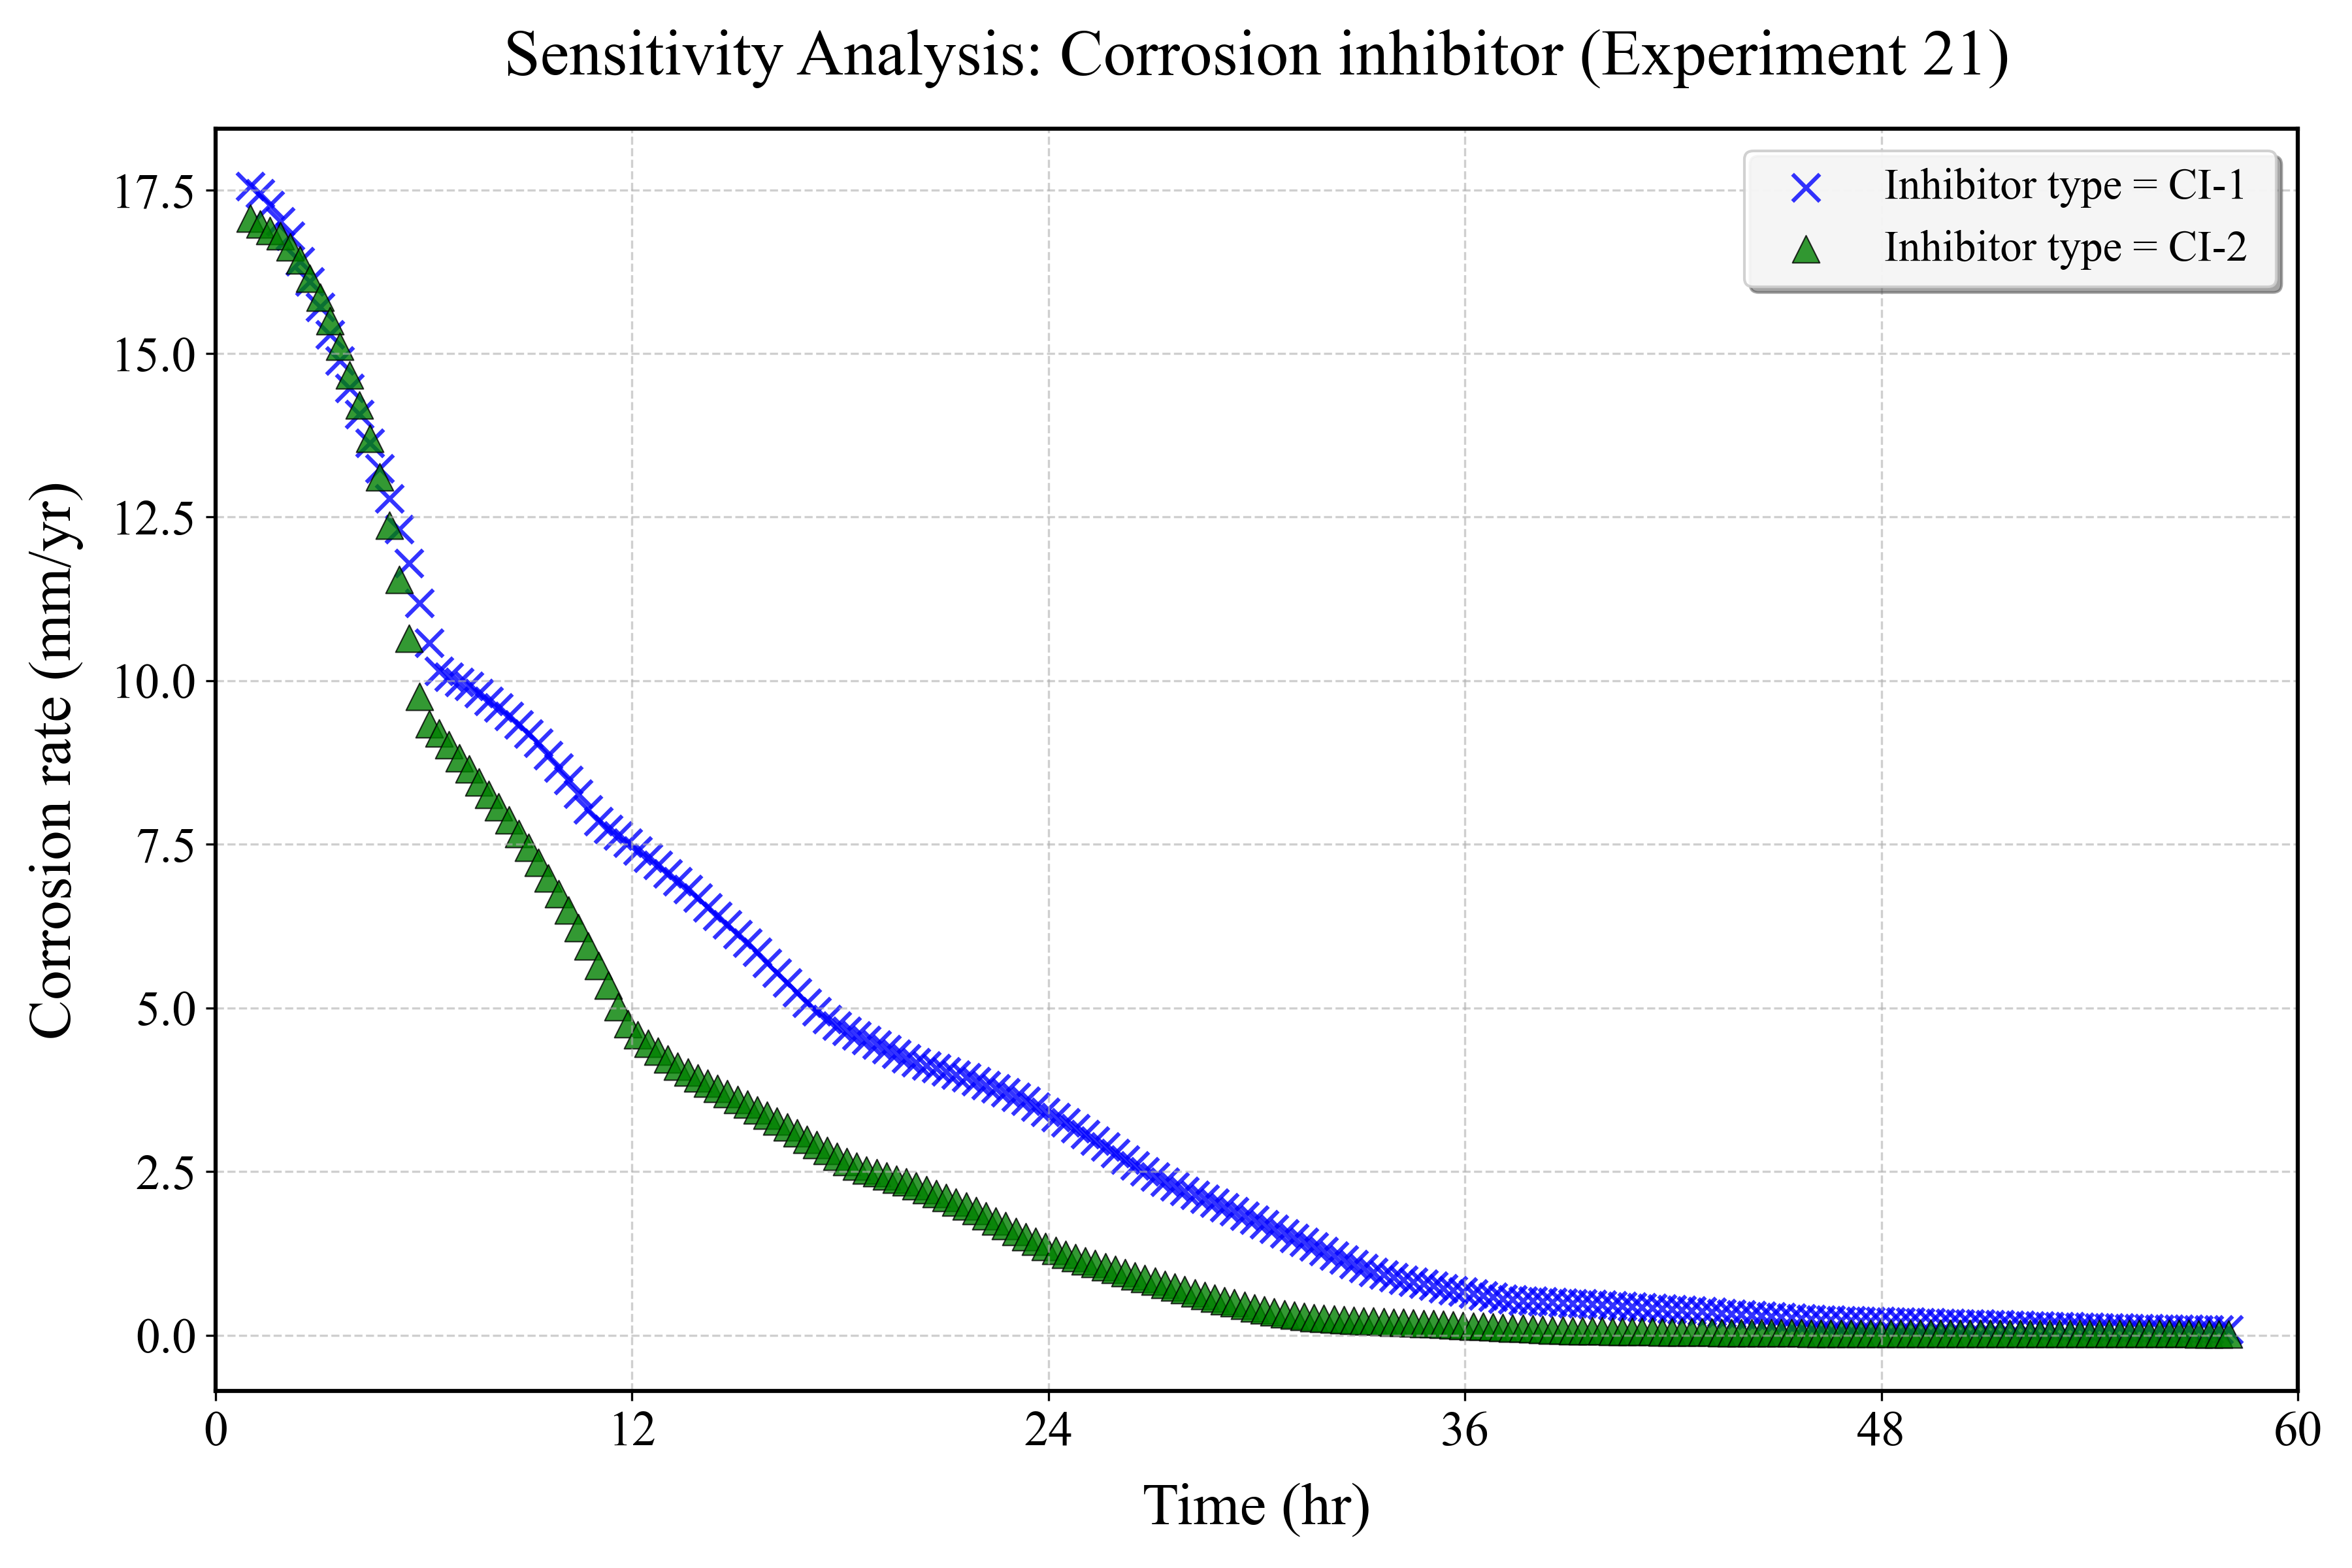 Sensitivity Analysis: Corrosion inhibitor (Experiment 21)
Inhibitor type = CI-1
Inhibitor type = CI-2
Corrosion rate (mm/yr)
17.5
15.0
12.5
10.0
7.5
5.0
2.5
0.0
0 12 24 36 48 60
Time (hr)